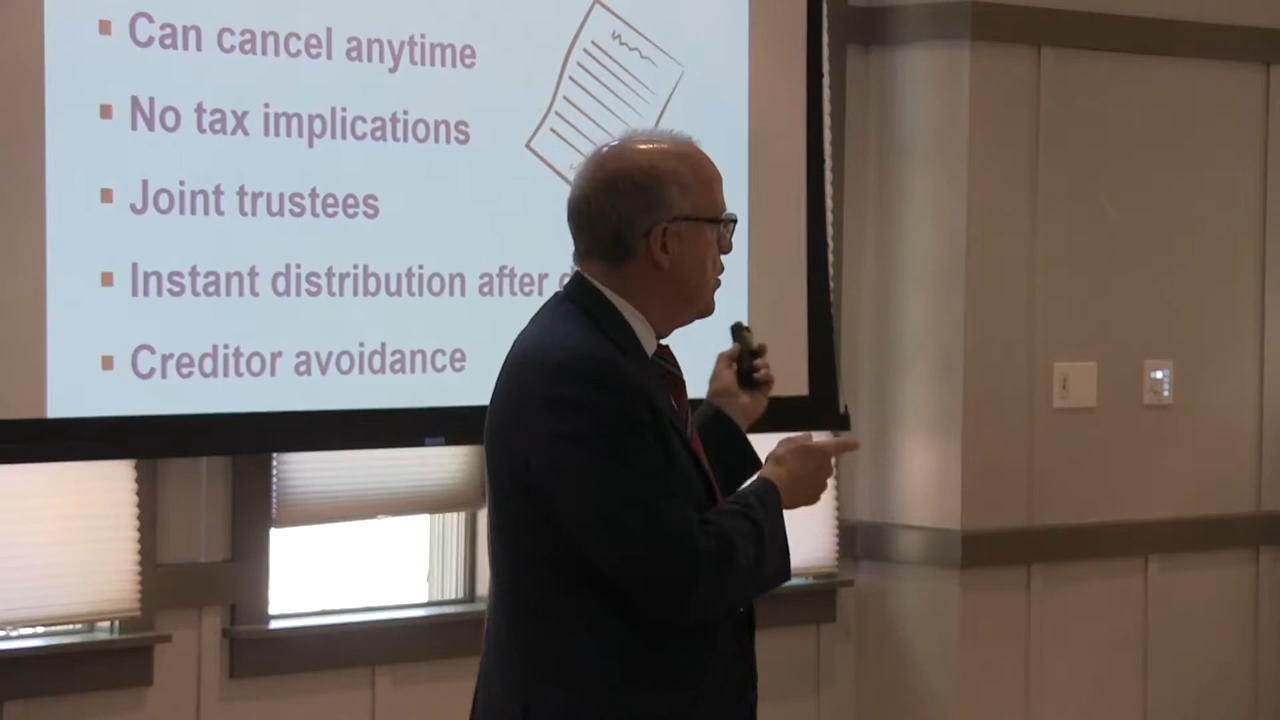 Can cancel anytime
No tax implications
Joint trustees
Instant distribution after
Creditor avoidance